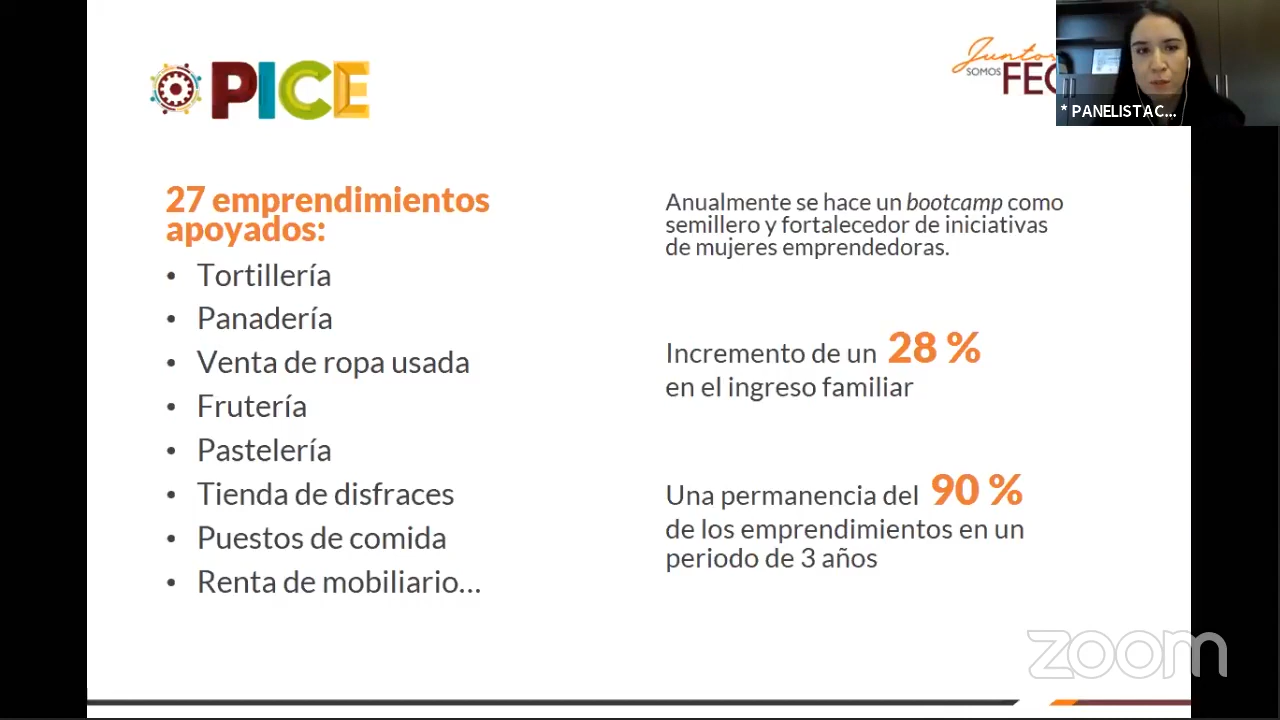 PICE
Juntos
SOMOS
* PANELISTA C...
27 emprendimientos
apoyados:
• Tortillería
• Panadería
• Venta de ropa usada
• Frutería
• Pastelería
• Tienda de disfraces
• Puestos de comida
• Renta de mobiliario...
Anualmente se hace un bootcamp como
semillero y fortalecedor de iniciativas
de mujeres emprendedoras.
Incremento de un 28 %
en el ingreso familiar
Una permanencia del 90 %
de los emprendimientos en un
periodo de 3 años
zoom